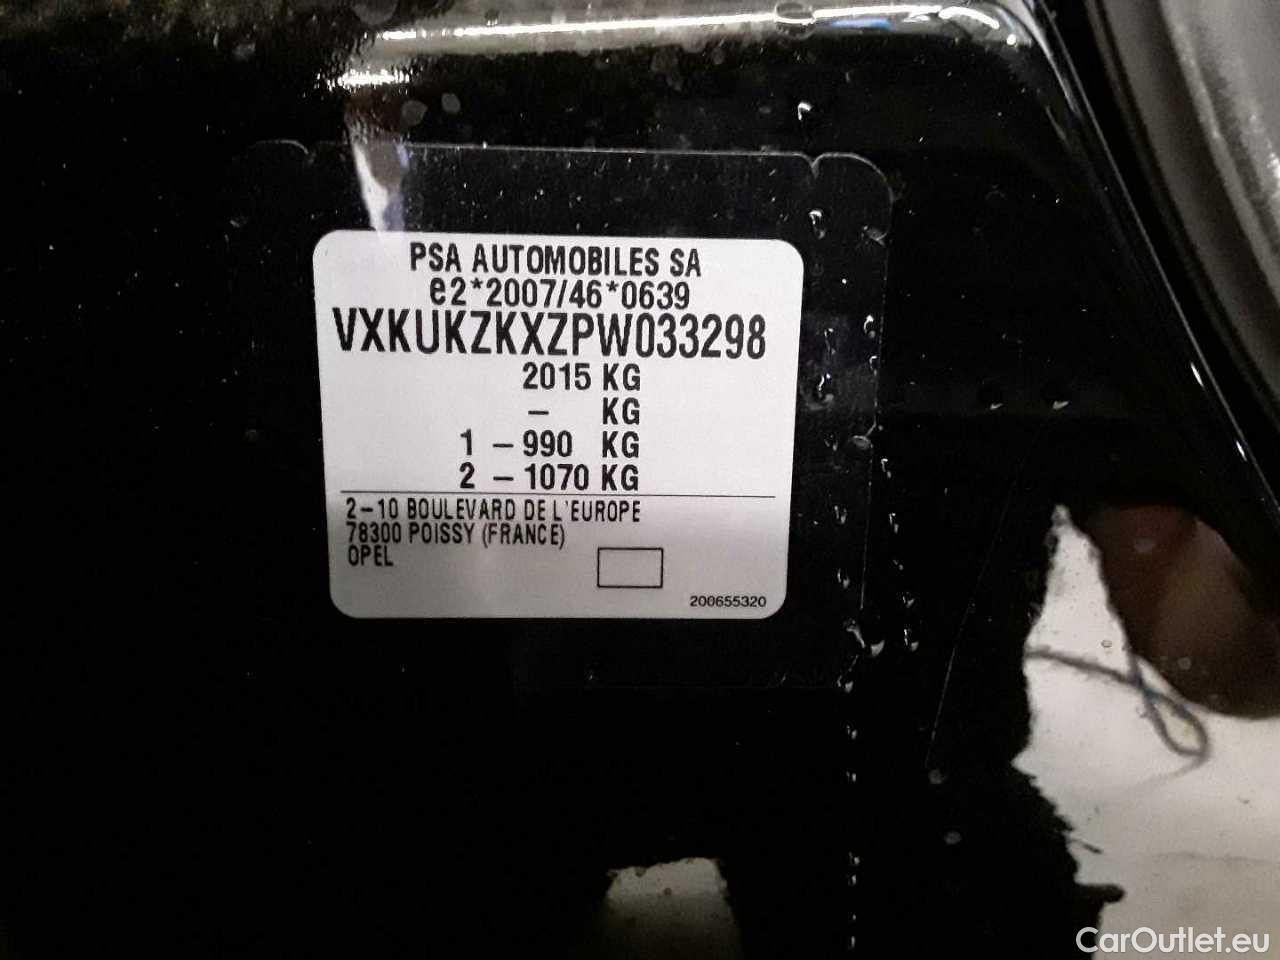 PSA AUTOMOBILES SA
e2*2007/46*0639
VXKUKZKXZPW033298
2015 KG
– KG
1 – 990 KG
2 – 1070 KG
2-10 BOULEVARD DE L'EUROPE
78300 POISSY (FRANCE)
OPEL
200655320
CarOutlet.eu